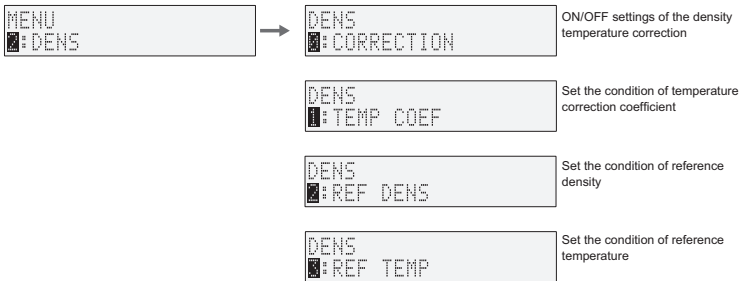 MENU
2:DENS
DENS
0:CORRECTION
ON/OFF settings of the density
temperature correction
DENS
1:TEMP COEF
Set the condition of temperature
correction coefficient
DENS
2:REF DENS
Set the condition of reference
density
DENS
3:REF TEMP
Set the condition of reference
temperature